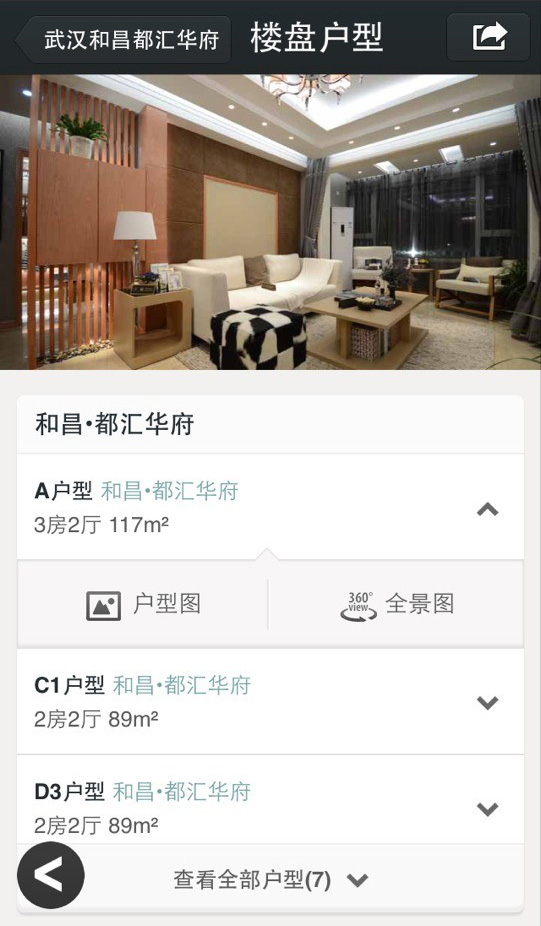 武汉和昌都汇华府
楼盘户型
和昌•都汇华府
A户型 和昌•都汇华府
3房2厅 117m²
户型图
360°
view
全景图
C1户型 和昌•都汇华府
2房2厅 89m²
D3户型 和昌•都汇华府
2房2厅 89m²
查看全部户型(7)